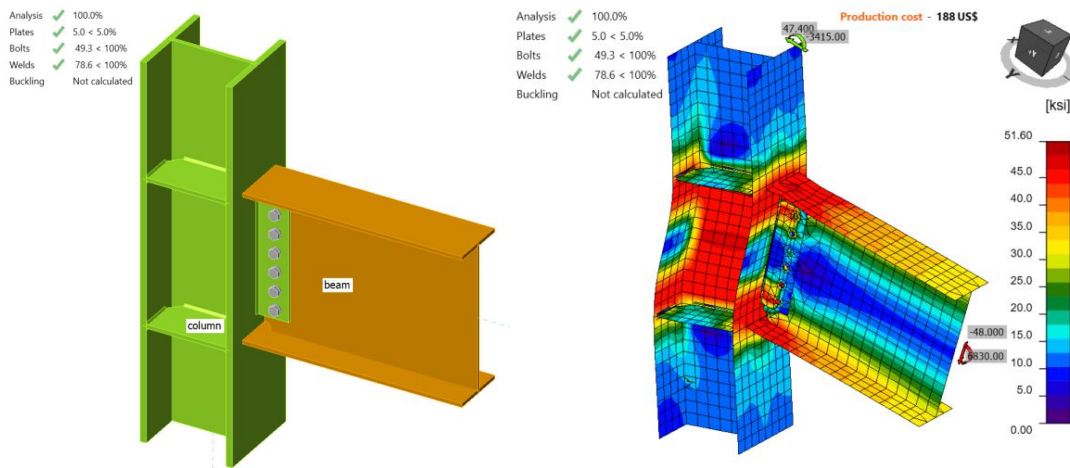 Analysis 100.0%
Plates 5.0 < 5.0%
Bolts 49.3 < 100%
Welds 78.6 < 100%
Buckling Not calculated
column
beam
Analysis 100.0%
Plates 5.0 < 5.0%
Bolts 49.3 < 100%
Welds 78.6 < 100%
Buckling Not calculated
Production cost - 188 US$
47.400
-3415.00
-48.000
6830.00
[ksi]
51.60
45.0
40.0
35.0
30.0
25.0
20.0
15.0
10.0
5.0
0.00